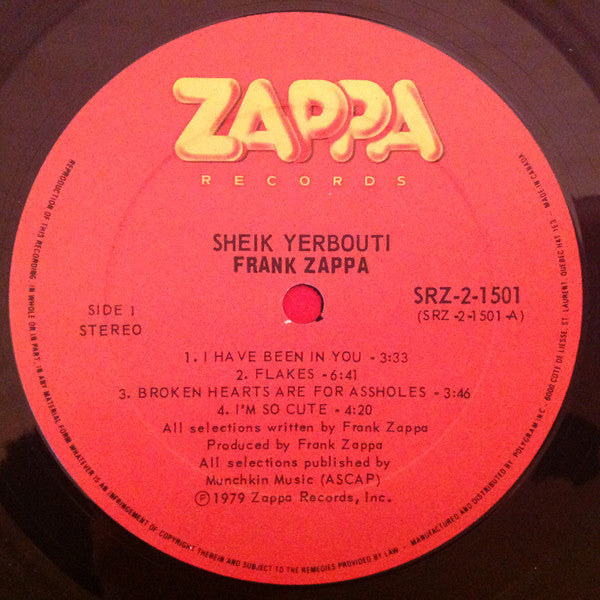 ZAPPA
RECORDS
SHEIK YERBOUTI
FRANK ZAPPA
SIDE 1
STEREO
SRZ-2-1501
(SRZ-2-1501-A)
1. I HAVE BEEN IN YOU - 3:33
2. FLAKES - 6:41
3. BROKEN HEARTS ARE FOR ASSHOLES - 3:46
4. I'M SO CUTE - 4:20
All selections written by Frank Zappa
Produced by Frank Zappa
All selections published by
Munchkin Music (ASCAP)
Ⓟ1979 Zappa Records, Inc.
REPRODUCTION OF THIS RECORDING IN WHOLE OR IN PART, IN ANY MATERIAL FORM WHATEVER IS AN INFRINGEMENT OF COPYRIGHT THEREIN AND SUBJECT TO THE REMEDIES PROVIDED BY LAW - MANUFACTURED AND DISTRIBUTED BY POLYGRAM INC - 6000 COTE DE LIESSE, ST LAURENT, QUEBEC H4T 1E3 MADE IN CANADA